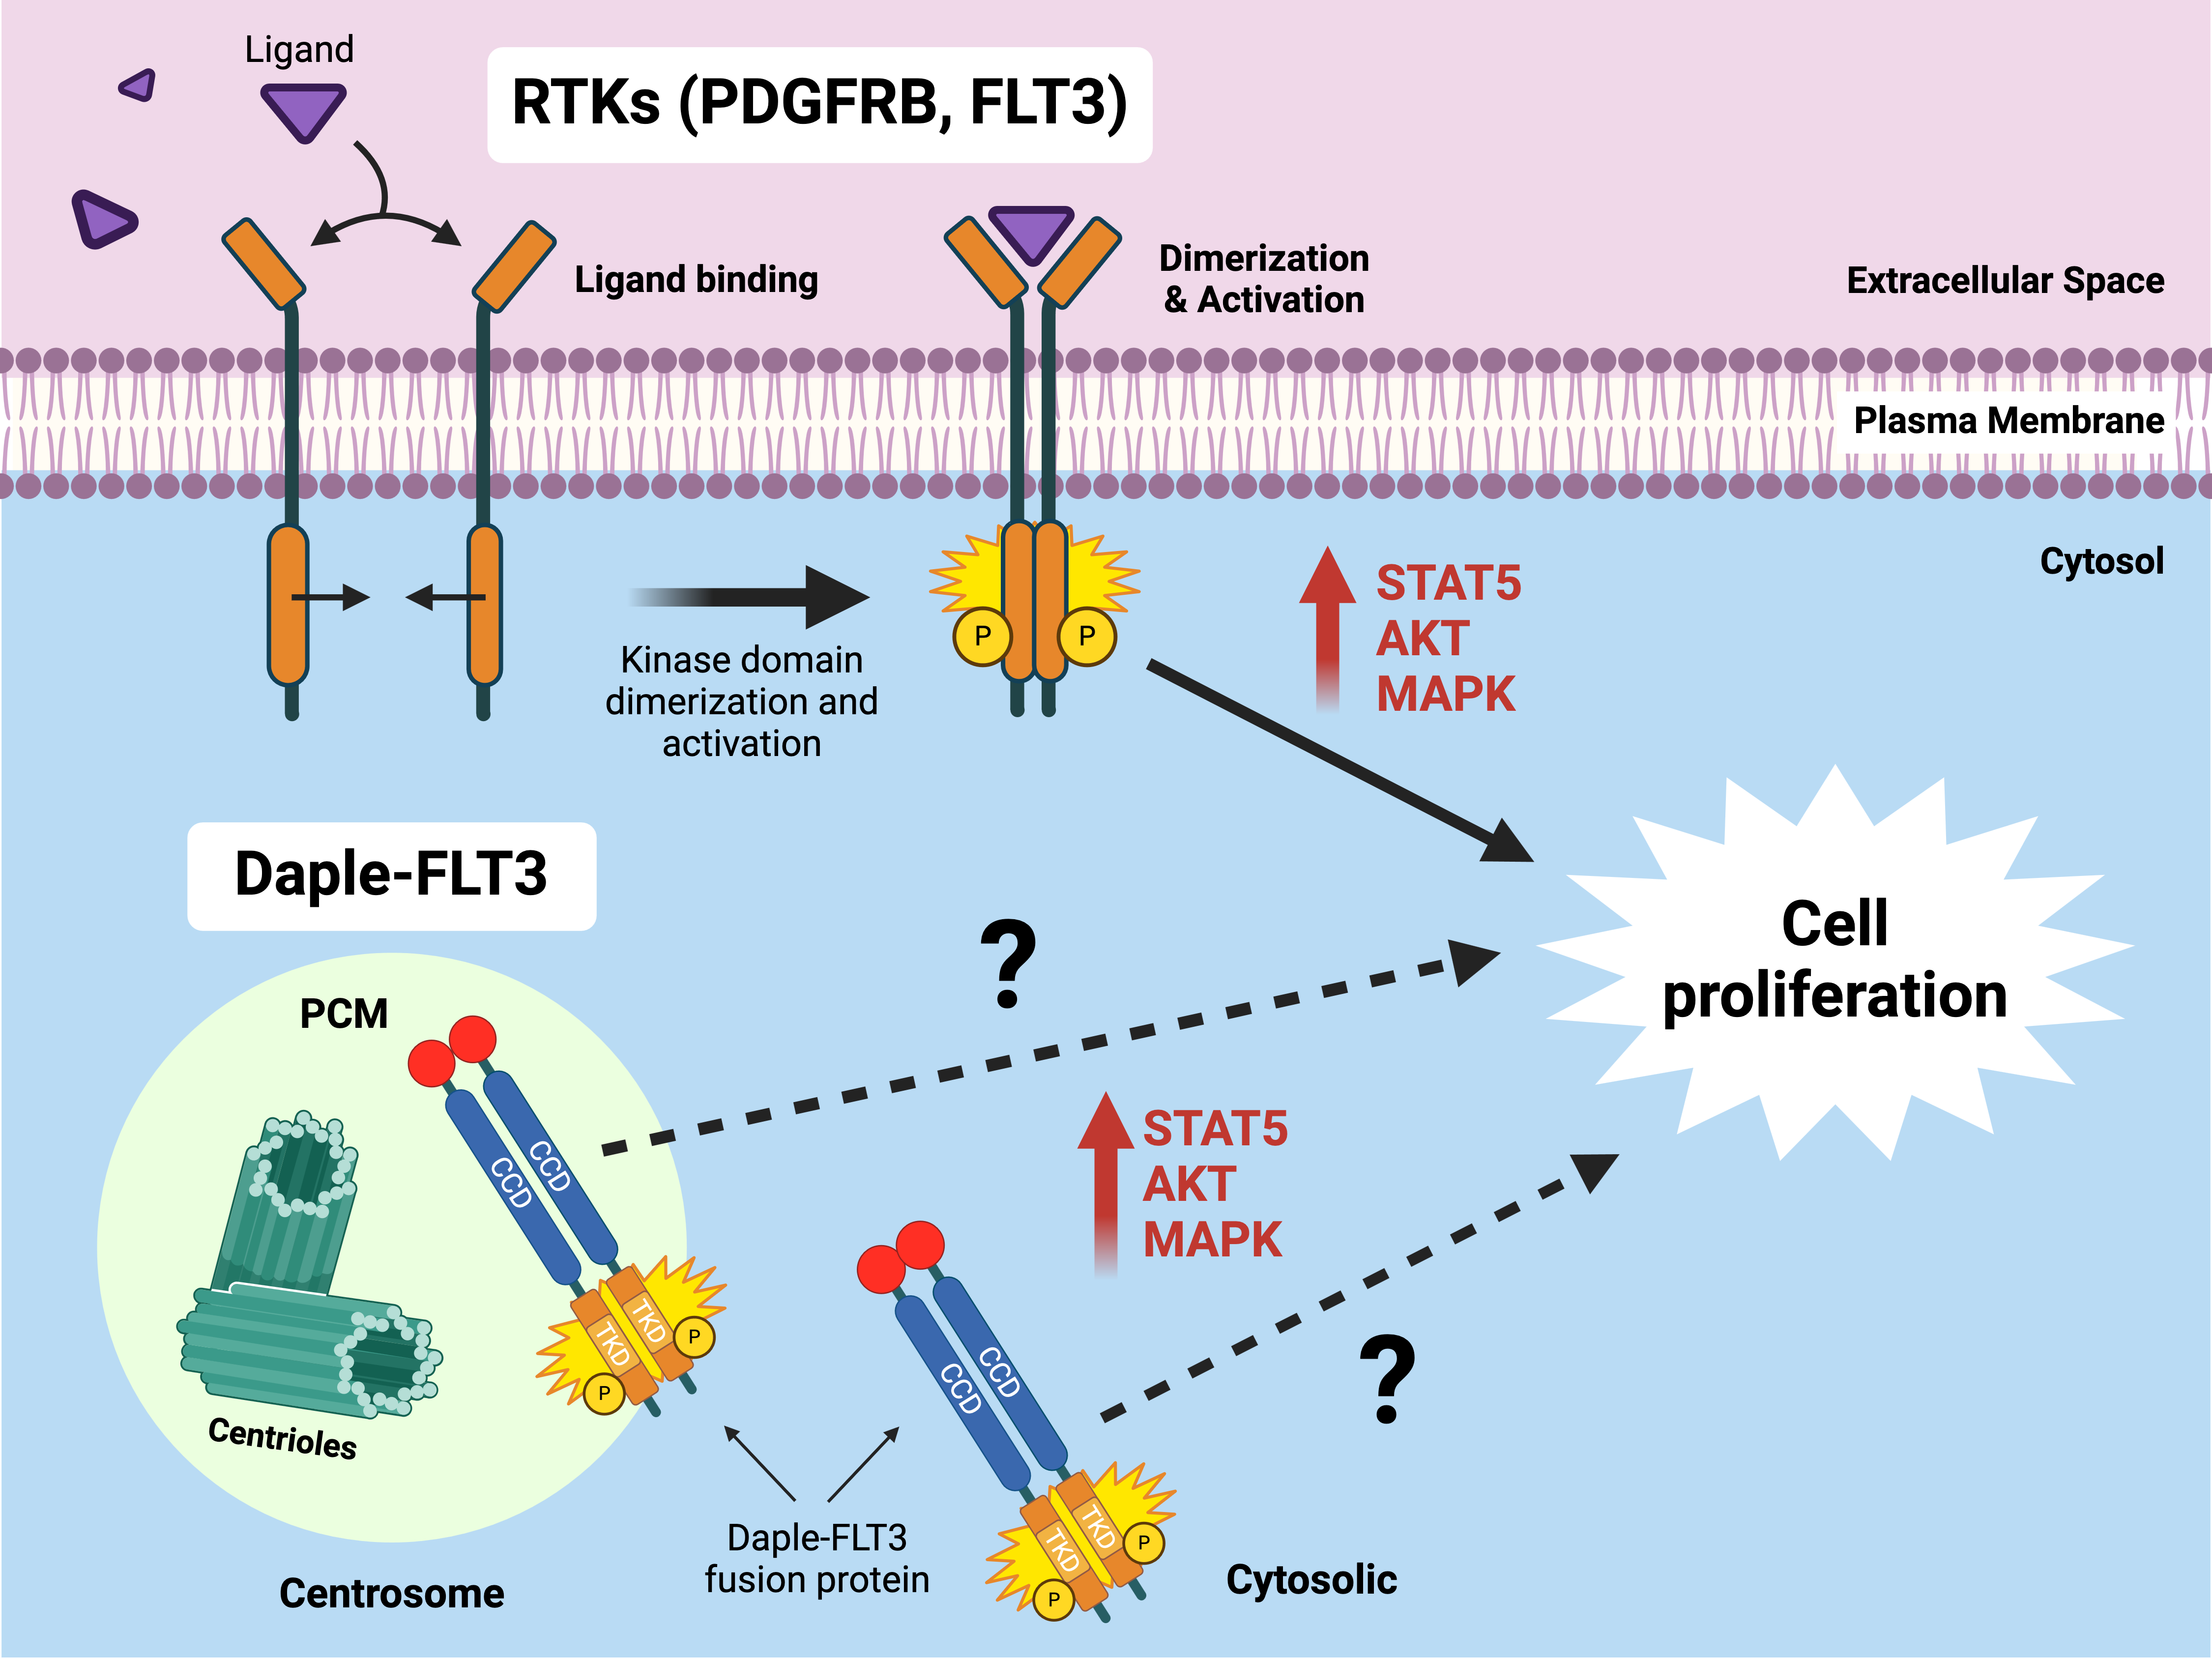 Ligand
RTKs (PDGFRB, FLT3)
Ligand binding
Dimerization
& Activation
Extracellular Space
Plasma Membrane
Cytosol
P
P
Kinase domain
dimerization and
activation
STAT5
AKT
MAPK
Daple-FLT3
Cell
proliferation
?
PCM
CCD
CCD
TKD
TKD
P
P
Centrioles
Centrosome
STAT5
AKT
MAPK
?
CCD
CCD
TKD
TKD
P
P
Daple-FLT3
fusion protein
Cytosolic